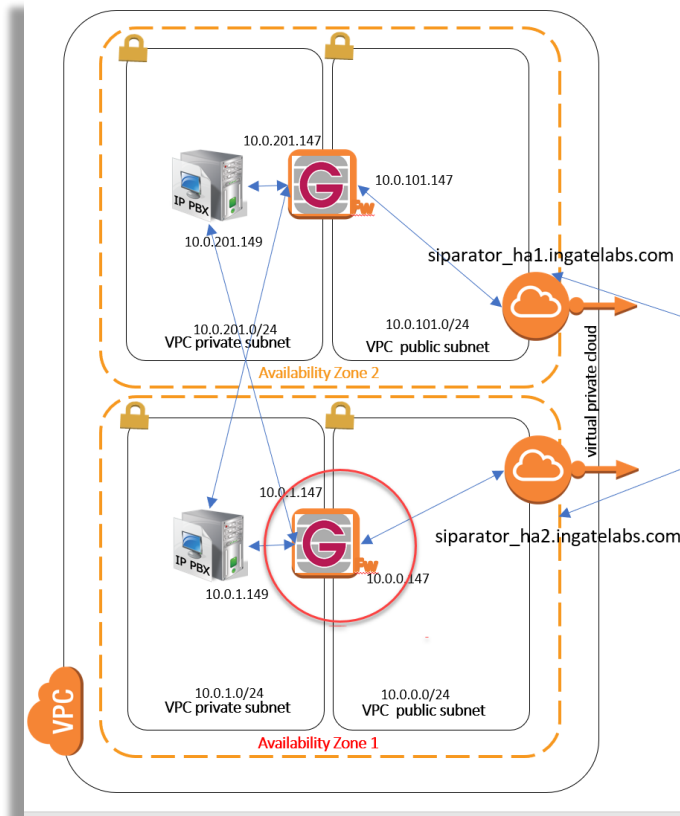 10.0.201.147
10.0.101.147
IP PBX
G
Fw
10.0.201.149
siparator_ha1.ingatelabs.com
10.0.201.0/24
VPC private subnet
10.0.101.0/24
VPC public subnet
Availability Zone 2
virtual private cloud
10.0.1.147
siparator_ha2.ingatelabs.com
IP PBX
G
Fw
10.0.0.147
10.0.1.149
10.0.1.0/24
VPC private subnet
10.0.0.0/24
VPC public subnet
VPC
Availability Zone 1